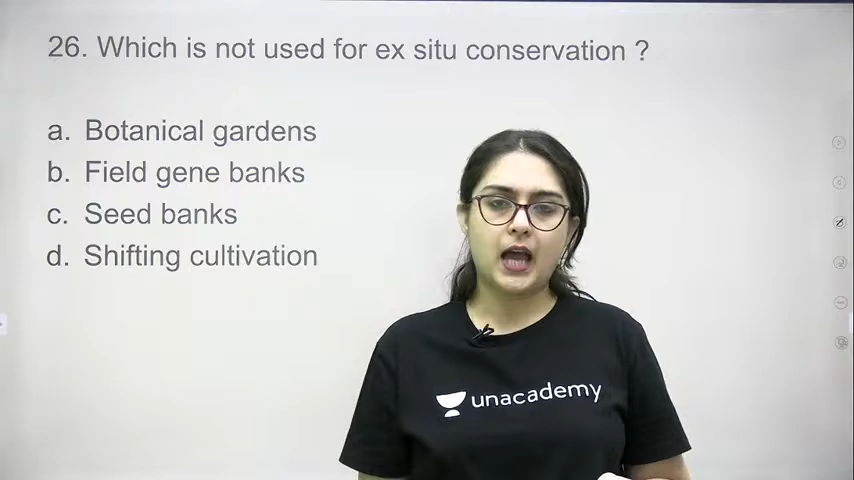 26. Which is not used for ex situ conservation ?
a. Botanical gardens
b. Field gene banks
c. Seed banks
d. Shifting cultivation
unacademy